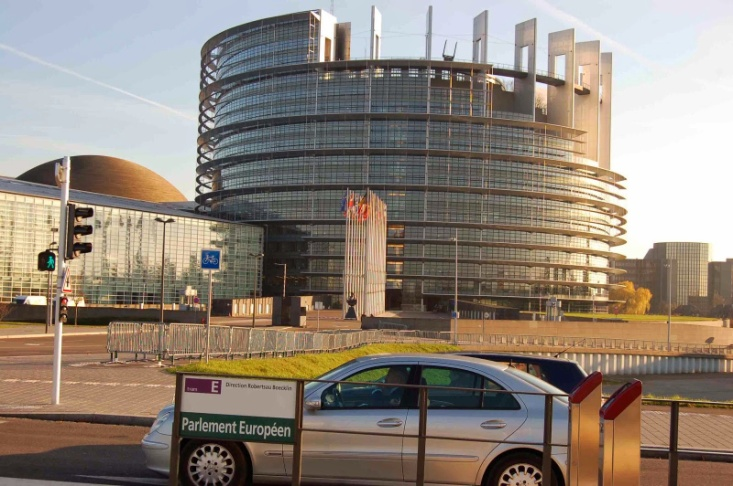 E Direction Robertsau Boecklin
Parlement Européen